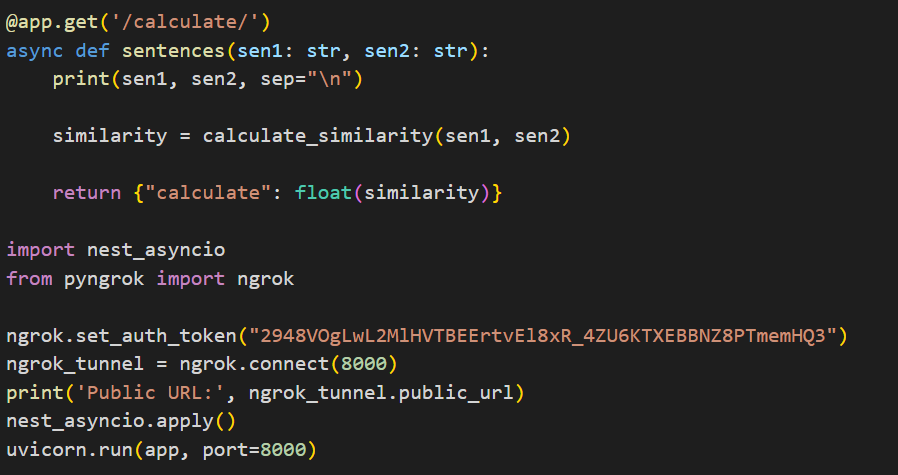 @app.get('/calculate/')
async def sentences(sen1: str, sen2: str):
    print(sen1, sen2, sep="\n")
    similarity = calculate_similarity(sen1, sen2)
    return {"calculate": float(similarity)}
import nest_asyncio
from pyngrok import ngrok
ngrok.set_auth_token("2948VOgLwL2MlHVTBEErtvEl8xR_4ZU6KTXEBBNZ8PTmemHQ3")
ngrok_tunnel = ngrok.connect(8000)
print('Public URL:', ngrok_tunnel.public_url)
nest_asyncio.apply()
uvicorn.run(app, port=8000)